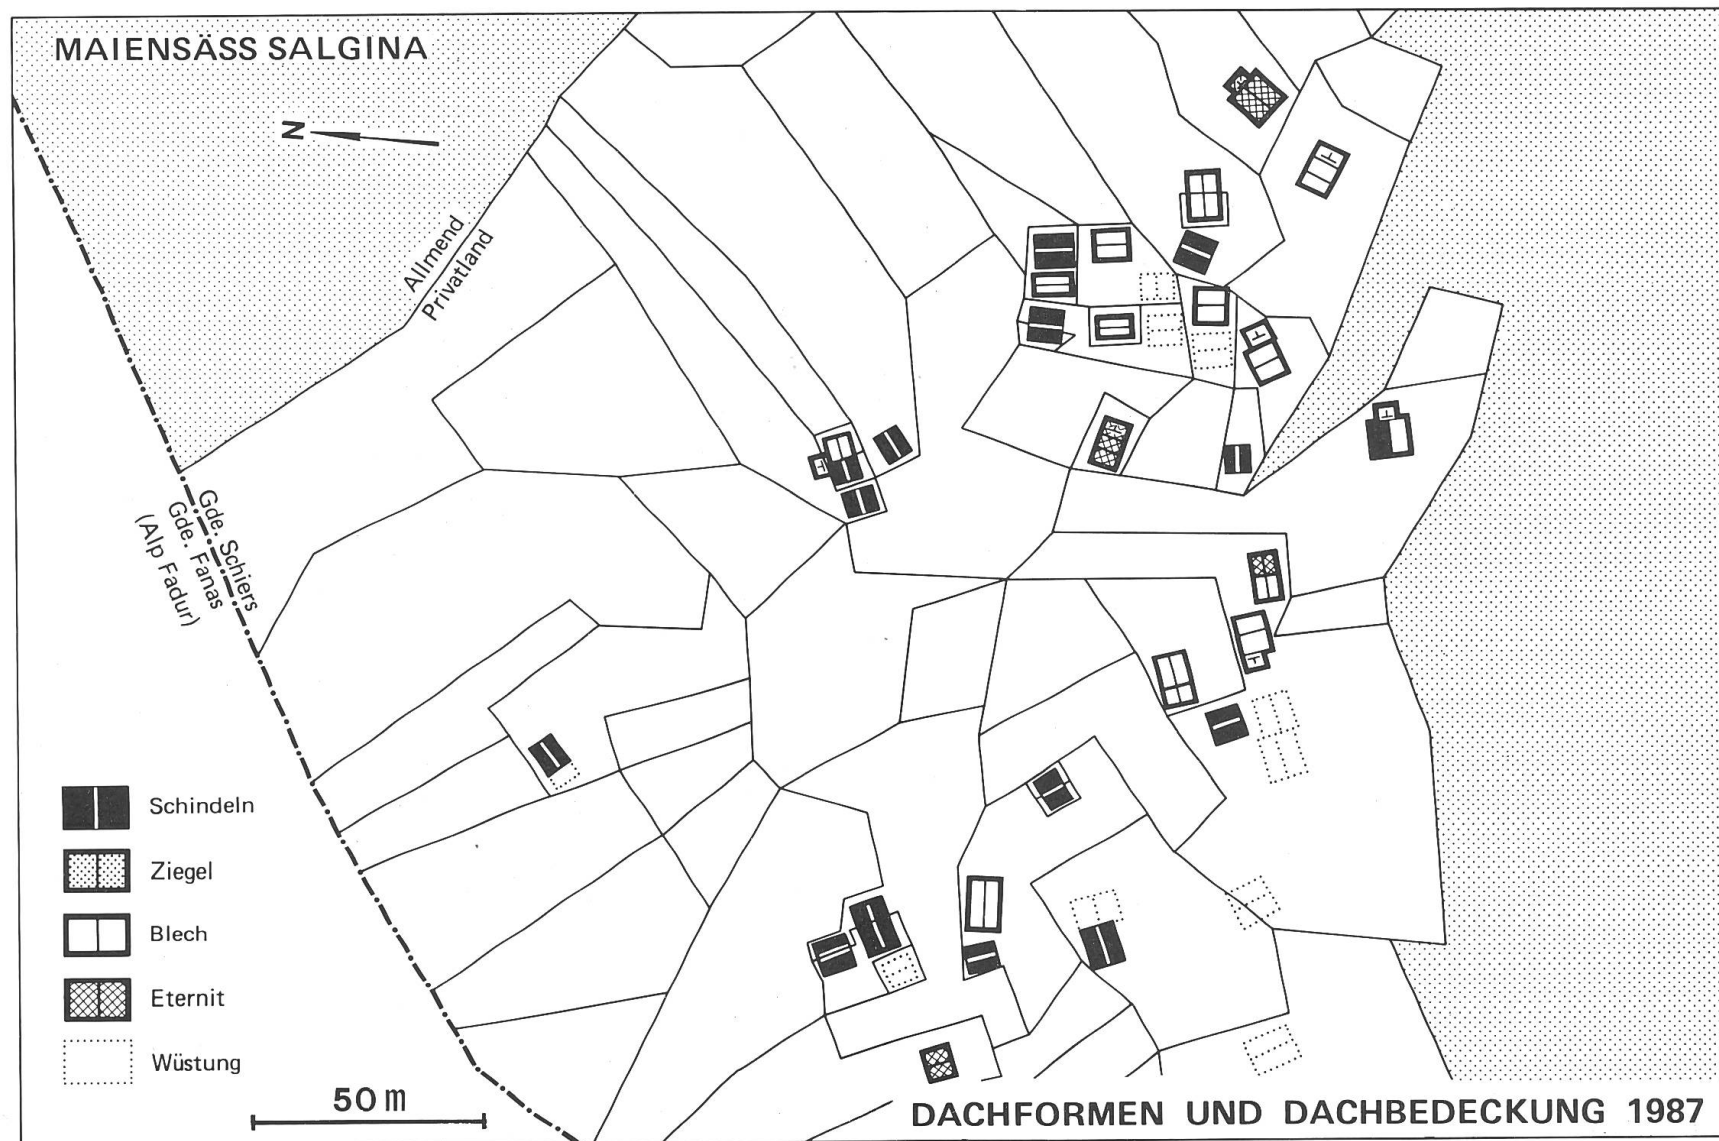 MAIENSÄSS SALGINA
N
Allmend
Privatland
Gde. Schiers
Gde. Fanas
(Alp Fadur)
Schindeln
Ziegel
Blech
Eternit
Wüstung
50 m
DACHFORMEN UND DACHBEDECKUNG 1987